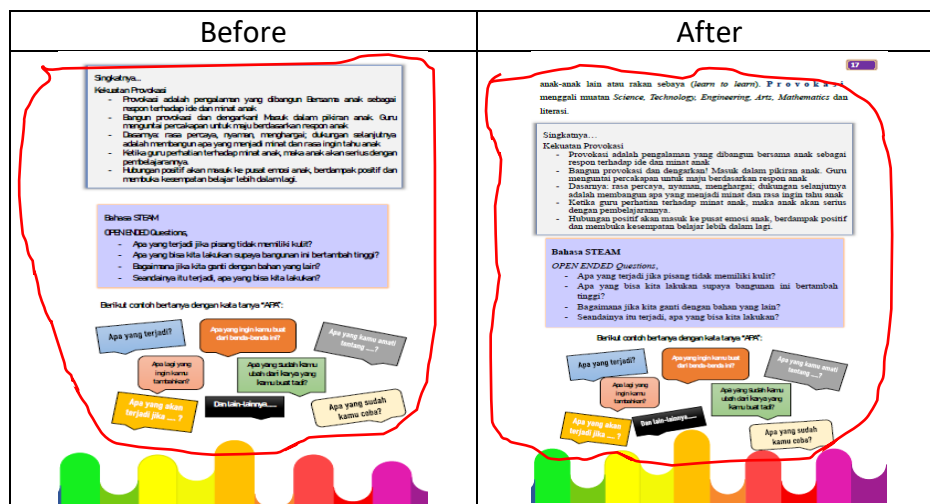 Before
After
Singkatnya...
Kekuatan Provokasi
- Provokasi adalah pengalaman yang dibangun Bersama anak sebagai
respon terhadap ide dan minat anak
- Bangun provokasi dan dengarkan! Masuk dalam pikiran anak. Guru
menguntai percakapan untuk maju berdasarkan respon anak
- Dasarnya: rasa percaya, nyaman, menghargai; dukungan selanjutnya
adalah membangun apa yang menjadi minat dan rasa ingin tahu anak
- Ketika guru perhatian terhadap minat anak, maka anak akan serius dengan
pembelajarannya.
- Hubungan positif akan masuk ke pusat emosi anak, berdampak positif dan
membuka kesempatan belajar lebih dalam lagi.
Bahasa STEAM
OPEN ENDED Questions,
- Apa yang terjadi jika pisang tidak memiliki kulit?
- Apa yang bisa kita lakukan supaya bangunan ini bertambah tinggi?
- Bagaimana jika kita ganti dengan bahan yang lain?
- Seandainya itu terjadi, apa yang bisa kita lakukan?
Berikut contoh bertanya dengan kata tanya "APA":
Apa yang terjadi?
Apa yang ingin kamu buat
dari benda-benda ini?
Apa yang kamu amati
tentang ....?
Apa lagi yang
ingin kamu
tambahkan?
Apa yang sudah kamu
ubah dari karya yang
kamu buat tadi?
Apa yang akan
terjadi jika .... ?
Dan lain-lainnya.....
Apa yang sudah
kamu coba?
17
anak-anak lain atau rakan sebaya (learn to learn). P r o v o k a s i
menggali muatan Science, Technology, Engineering, Arts, Mathematics dan
literasi.
Singkatnya...
Kekuatan Provokasi
- Provokasi adalah pengalaman yang dibangun bersama anak sebagai
respon terhadap ide dan minat anak
- Bangun provokasi dan dengarkan! Masuk dalam pikiran anak. Guru
menguntai percakapan untuk maju berdasarkan respon anak
- Dasarnya: rasa percaya, nyaman, menghargai; dukungan selanjutnya
adalah membangun apa yang menjadi minat dan rasa ingin tahu anak
- Ketika guru perhatian terhadap minat anak, maka anak akan serius
dengan pembelajarannya.
- Hubungan positif akan masuk ke pusat emosi anak, berdampak positif
dan membuka kesempatan belajar lebih dalam lagi.
Bahasa STEAM
OPEN ENDED Questions,
- Apa yang terjadi jika pisang tidak memiliki kulit?
- Apa yang bisa kita lakukan supaya bangunan ini bertambah
tinggi?
- Bagaimana jika kita ganti dengan bahan yang lain?
- Seandainya itu terjadi, apa yang bisa kita lakukan?
Berikut contoh bertanya dengan kata tanya "APA":
Apa yang terjadi?
Apa yang ingin kamu buat
dari benda-benda ini?
Apa yang kamu amati
tentang ....?
Apa lagi yang
ingin kamu
tambahkan?
Apa yang sudah kamu
ubah dari karya yang
kamu buat tadi?
Apa yang akan
terjadi jika .... ?
Dan lain-lainnya.....
Apa yang sudah
kamu coba?